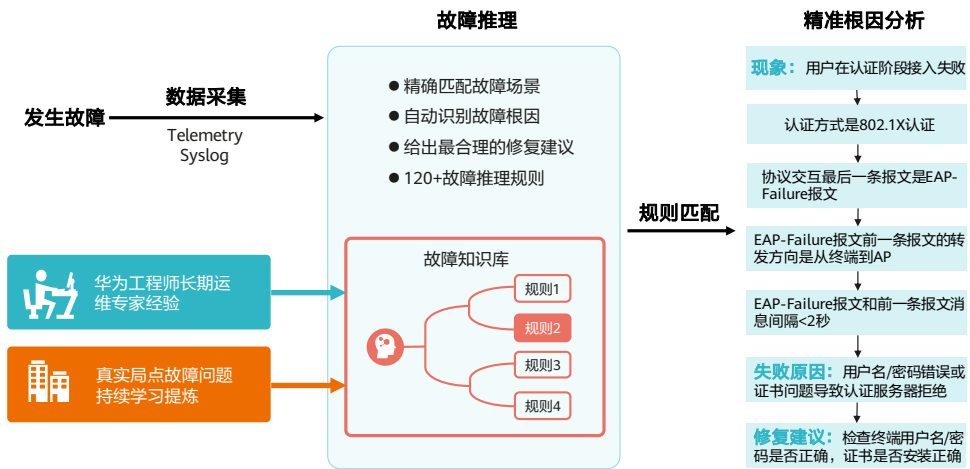 发生故障
数据采集
Telemetry
Syslog
华为工程师长期运
维专家经验
真实局点故障问题
持续学习提炼
故障推理
● 精确匹配故障场景
● 自动识别故障根因
● 给出最合理的修复建议
● 120+故障推理规则
故障知识库
规则1
规则2
规则3
规则4
规则匹配
精准根因分析
现象：用户在认证阶段接入失败
认证方式是802.1X认证
协议交互最后一条报文是EAP-
Failure报文
EAP-Failure报文前一条报文的转
发方向是从终端到AP
EAP-Failure报文和前一条报文消
息间隔<2秒
失败原因：用户名/密码错误或
证书问题导致认证服务器拒绝
修复建议：检查终端用户名/密
码是否正确，证书是否安装正确